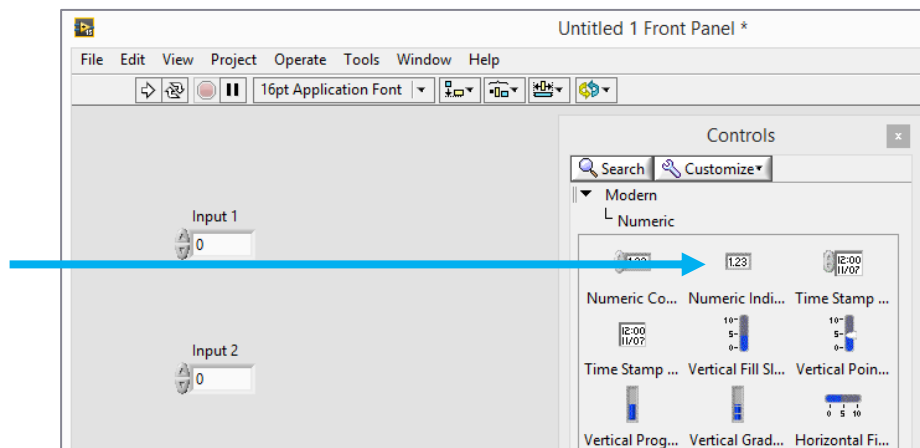 Untitled 1 Front Panel *
File Edit View Project Operate Tools Window Help
16pt Application Font
Controls
Search Customize
Modern
Numeric
Input 1
0
1.23
12:00
11/07
Numeric Co... Numeric Indi... Time Stamp ...
12:00
11/07
10-
5-
0-
10-
5-
0-
Input 2
0
Time Stamp ... Vertical Fill Sl... Vertical Poin...
0 5 10
Vertical Prog... Vertical Grad... Horizontal Fi...